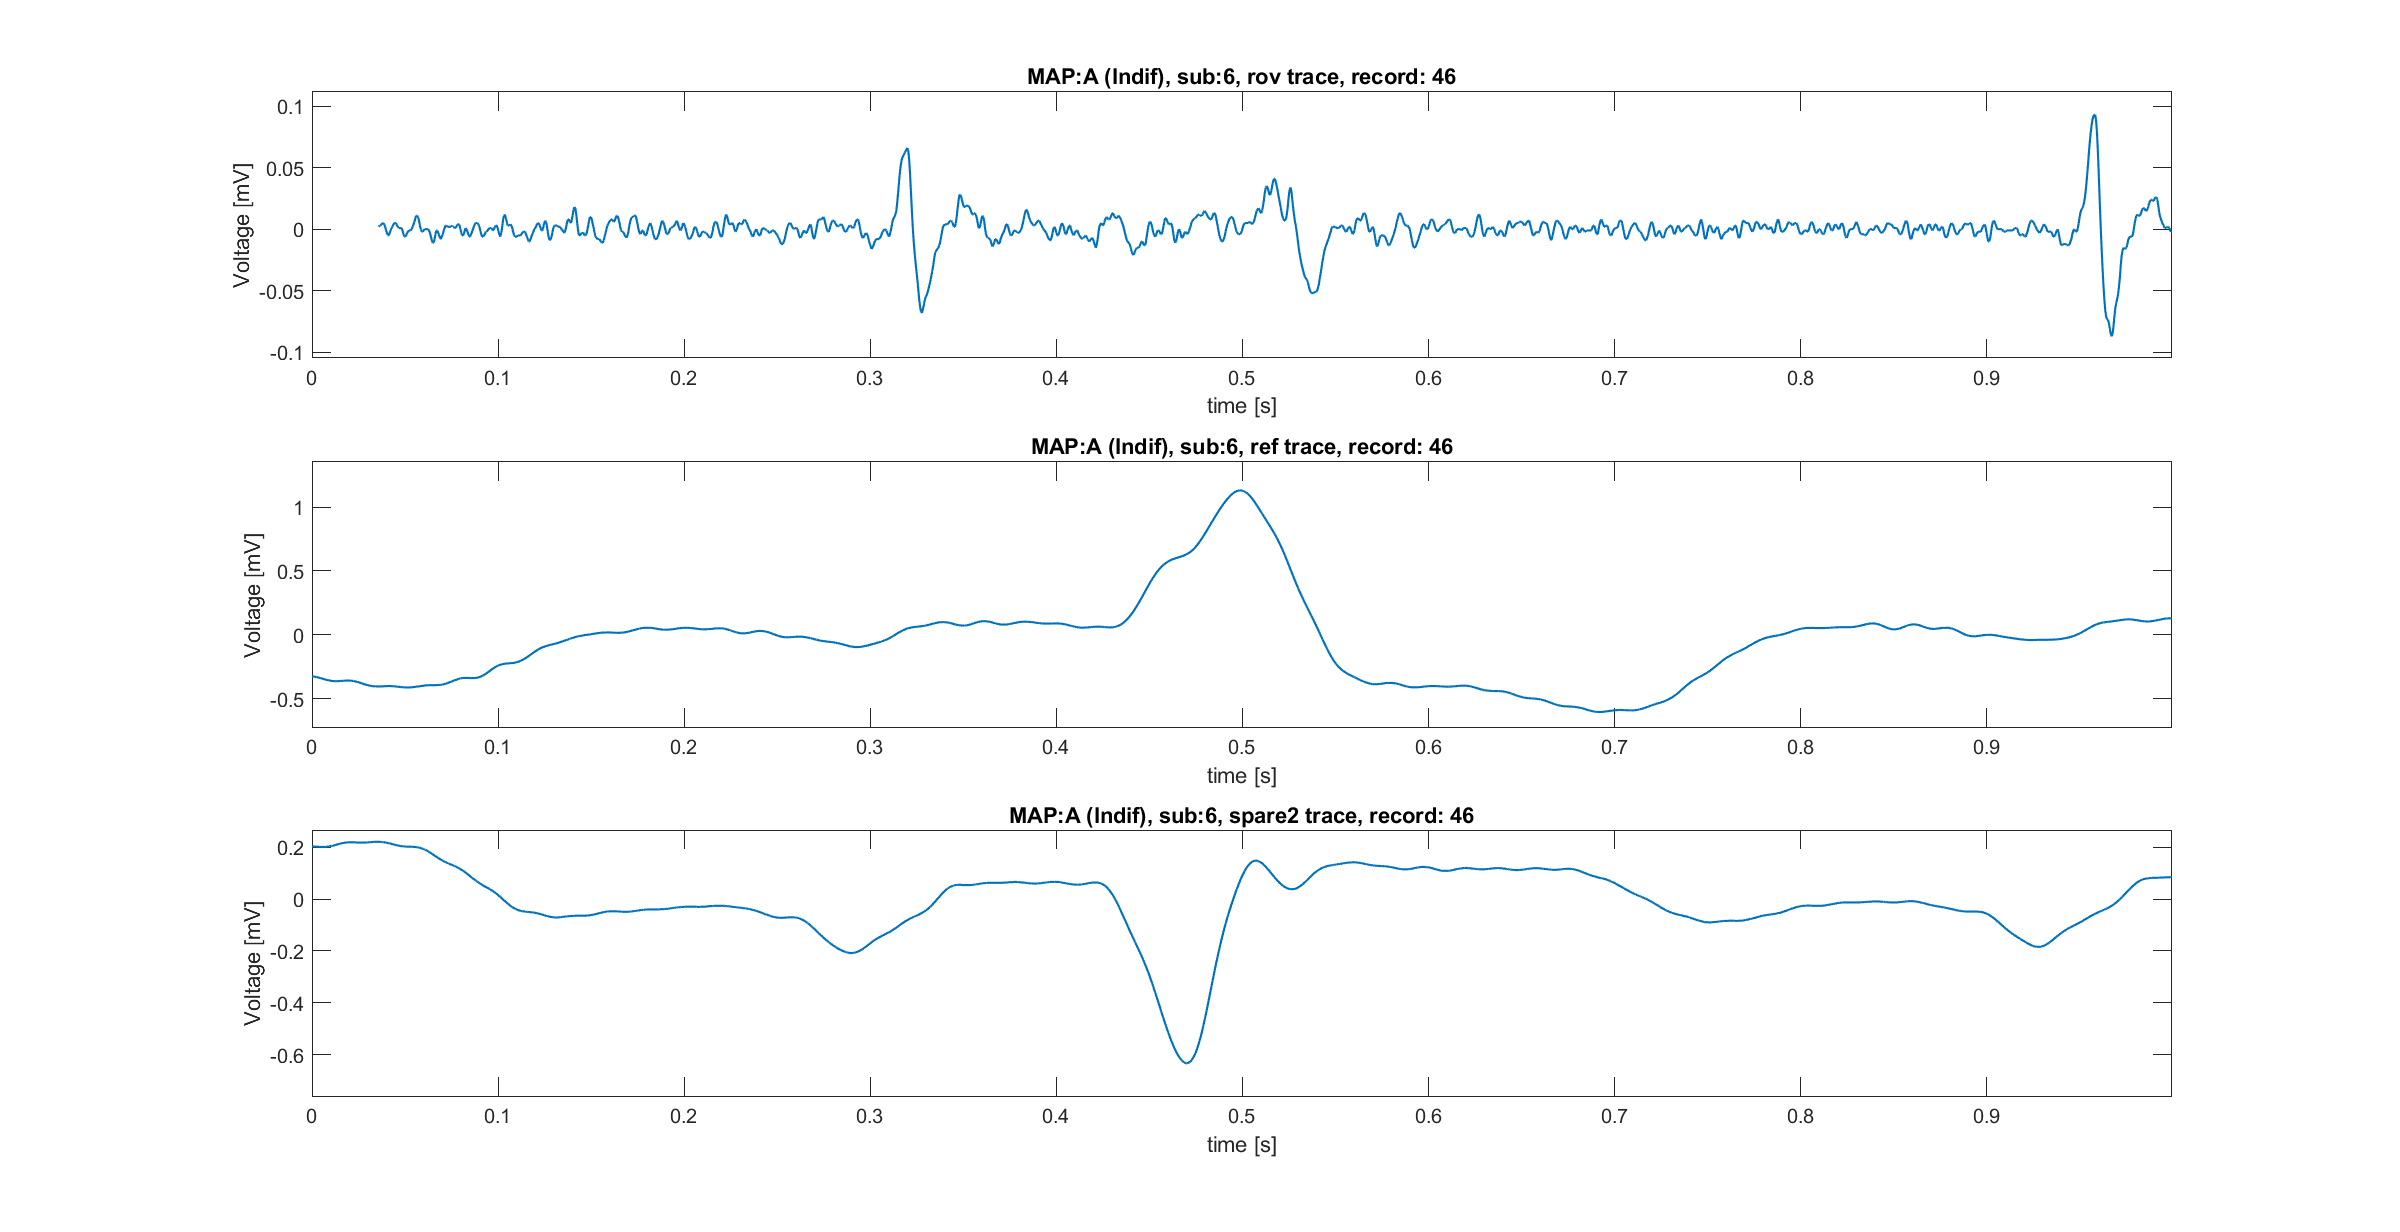 MAP:A (Indif), sub:6, rov trace, record: 46
Voltage [mV]
0.1
0.05
0
-0.05
-0.1
0 0.1 0.2 0.3 0.4 0.5 0.6 0.7 0.8 0.9
time [s]
MAP:A (Indif), sub:6, ref trace, record: 46
Voltage [mV]
1
0.5
0
-0.5
0 0.1 0.2 0.3 0.4 0.5 0.6 0.7 0.8 0.9
time [s]
MAP:A (Indif), sub:6, spare2 trace, record: 46
Voltage [mV]
0.2
0
-0.2
-0.4
-0.6
0 0.1 0.2 0.3 0.4 0.5 0.6 0.7 0.8 0.9
time [s]